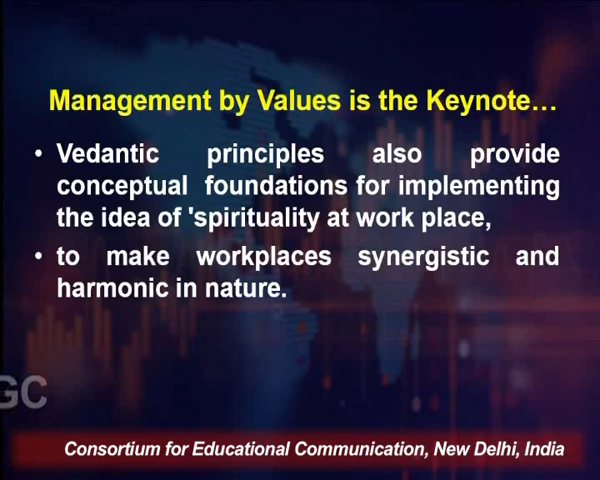 Management by Values is the Keynote…
• Vedantic principles also provide
conceptual foundations for implementing
the idea of 'spirituality at work place,
• to make workplaces synergistic and
harmonic in nature.
GC
Consortium for Educational Communication, New Delhi, India